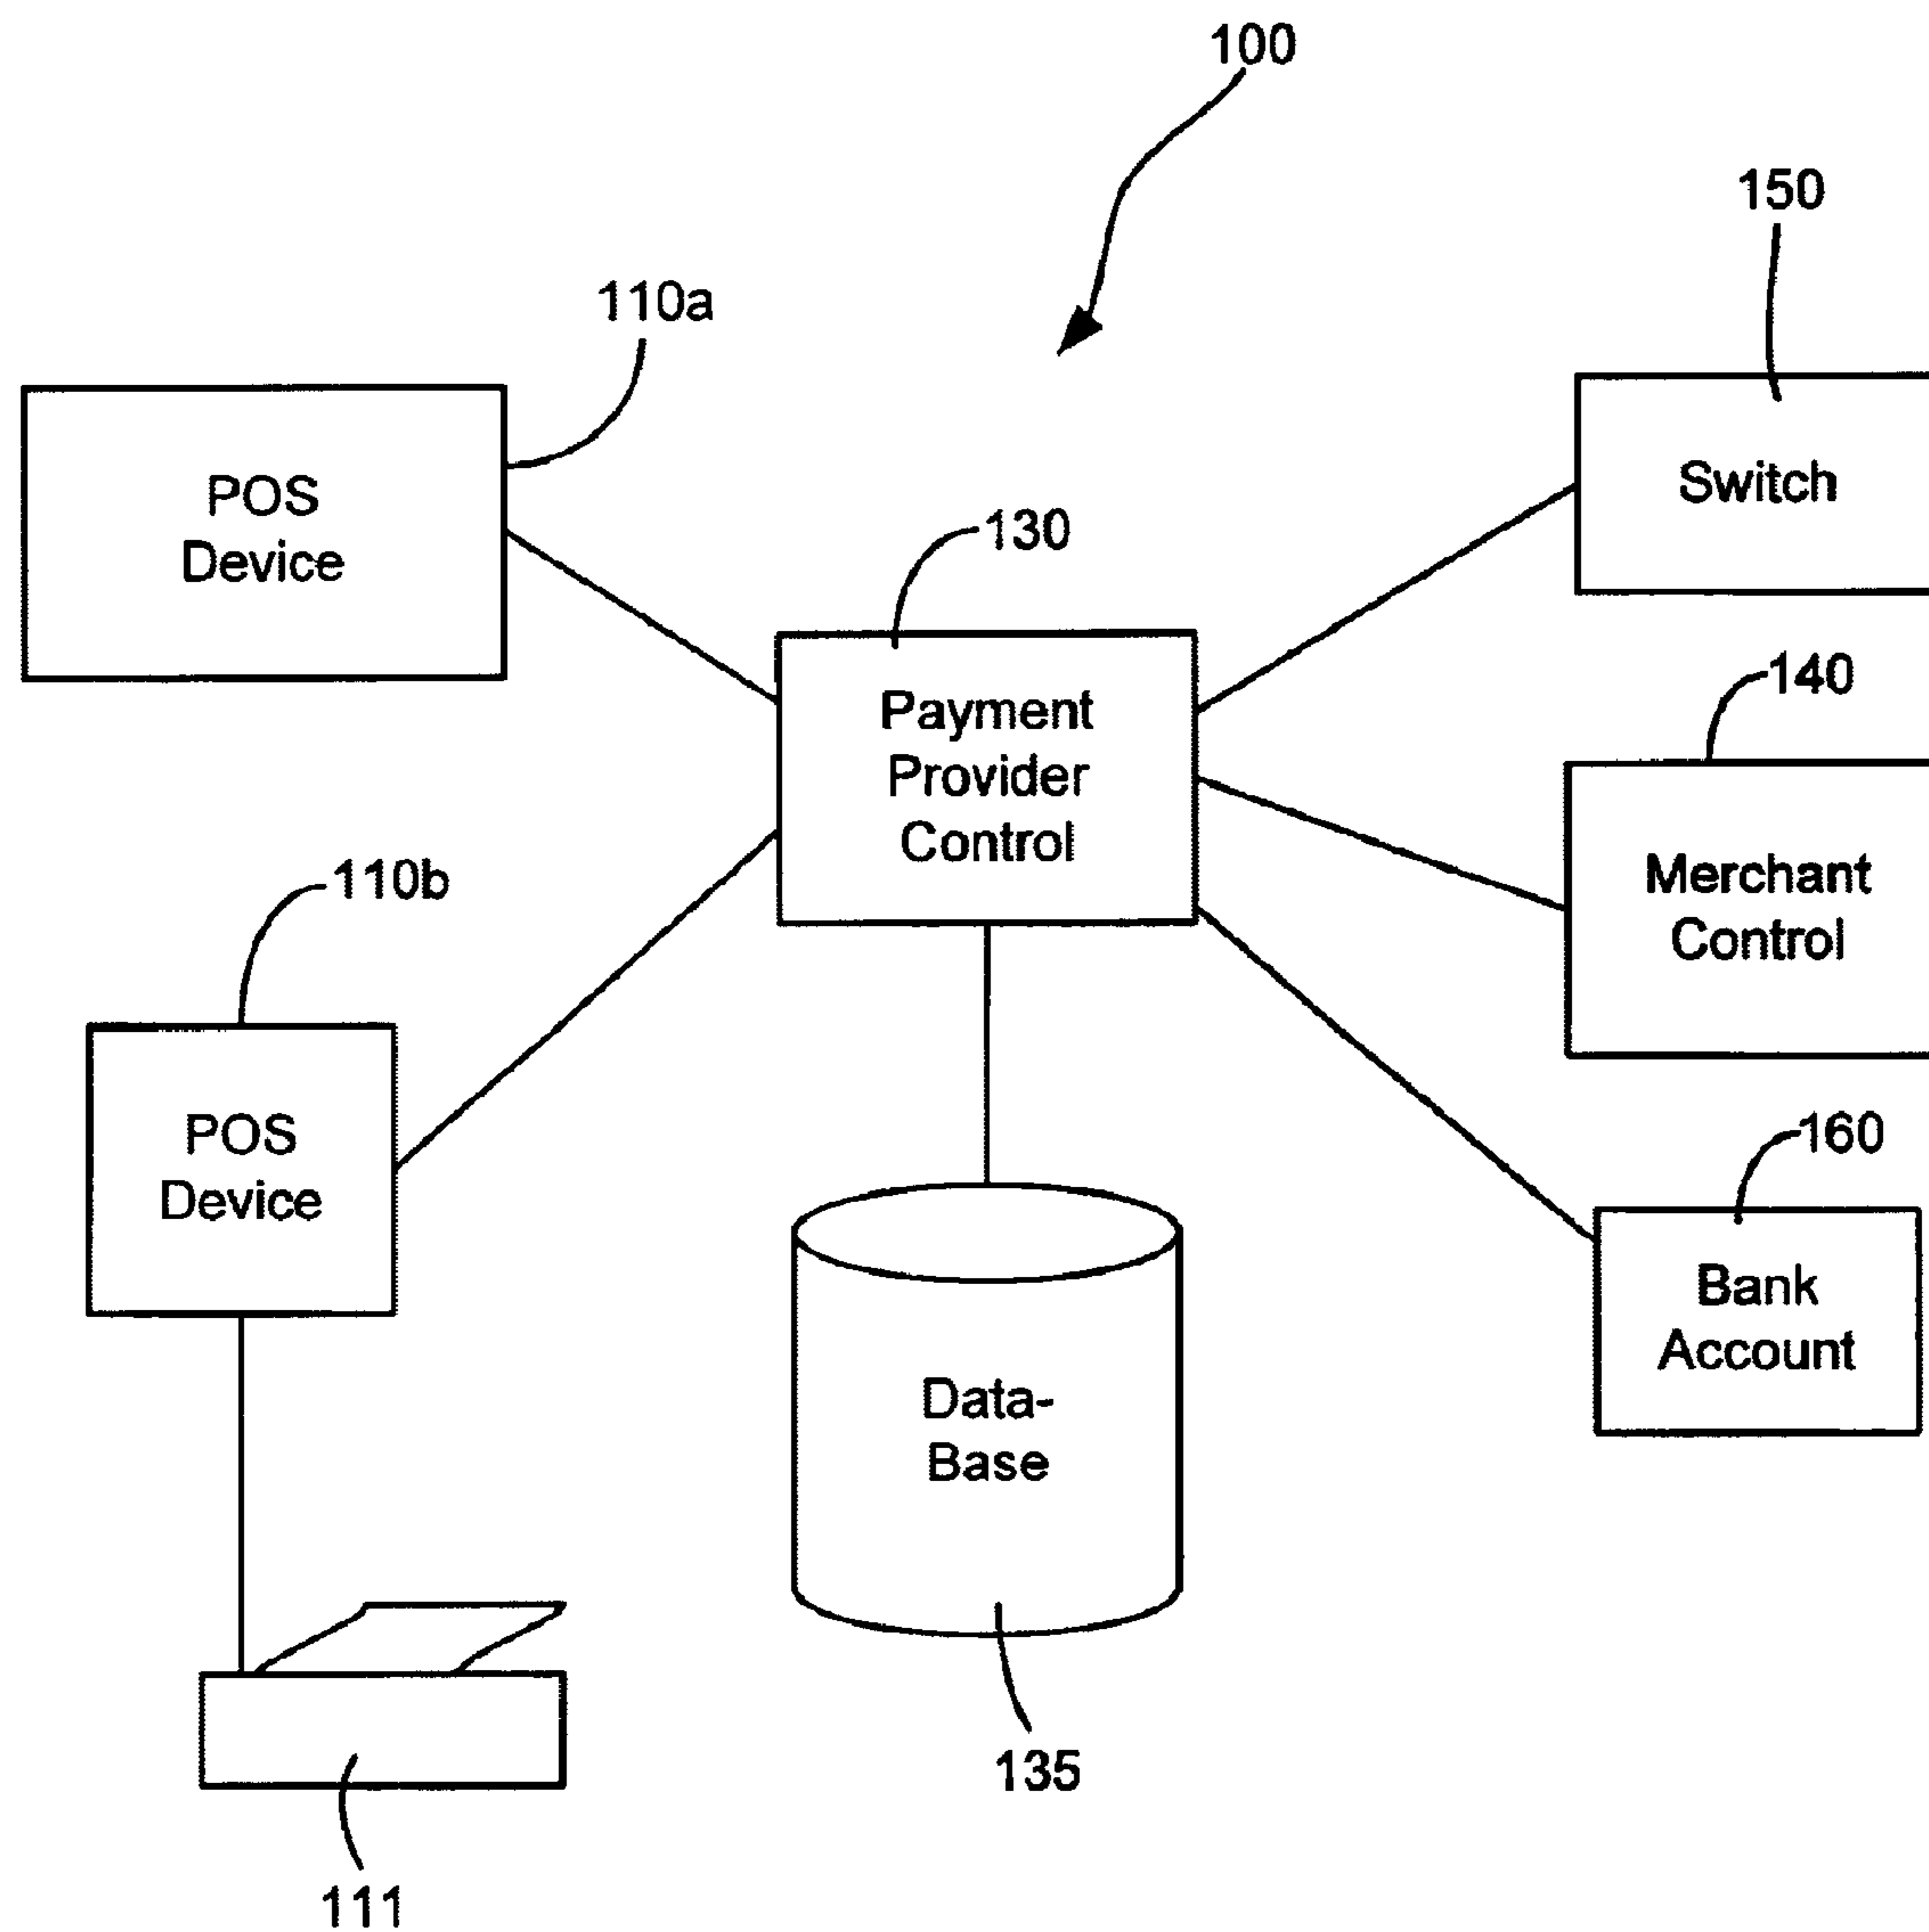 100
150
110a
POS
Device
130
Switch
140
Payment
Provider
Control
110b
Merchant
Control
160
POS
Device
Bank
Account
Data-
Base
135
111